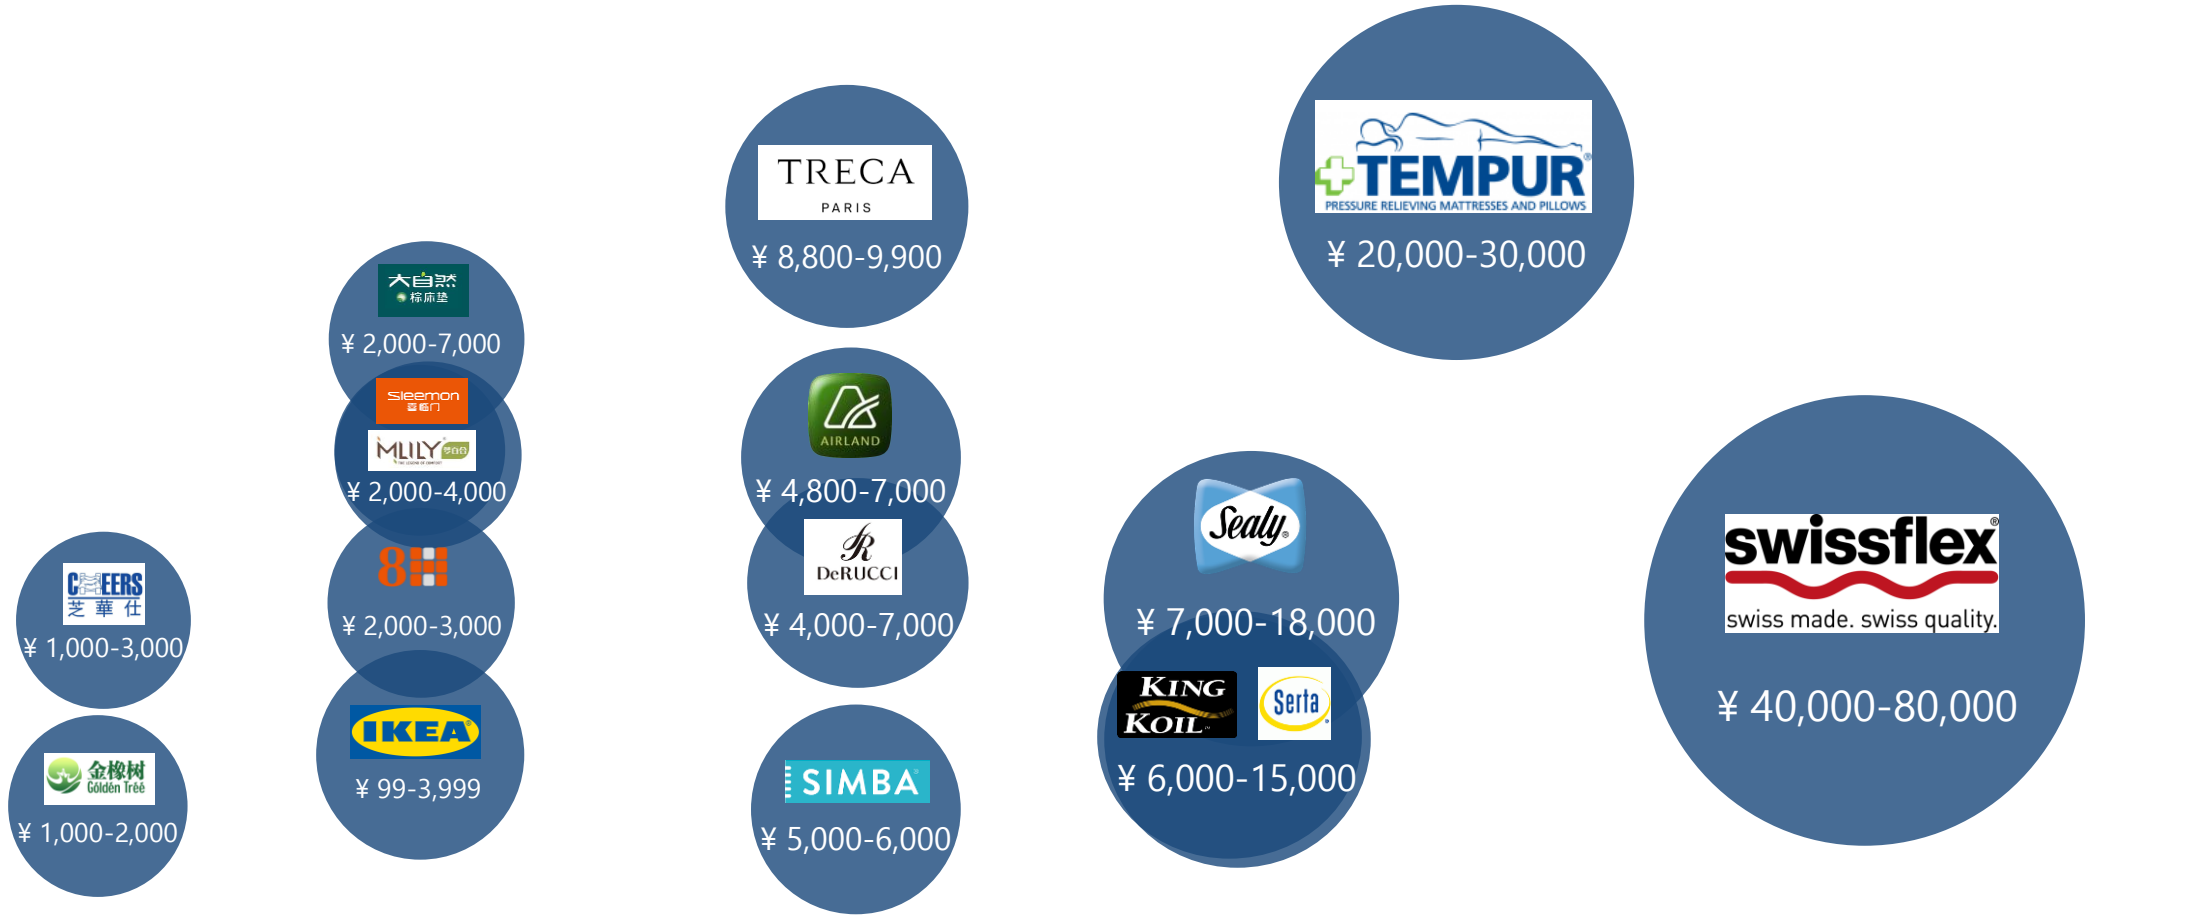 CHEERS
芝華仕
¥ 1,000-3,000
金橡树
Golden Tree
¥ 1,000-2,000
大自然
棕床垫
¥ 2,000-7,000
Sleemon
喜临门
MLILY
¥ 2,000-4,000
8
¥ 2,000-3,000
IKEA®
¥ 99-3,999
TRECA
PARIS
¥ 8,800-9,900
AIRLAND
¥ 4,800-7,000
DeRUCCI
¥ 4,000-7,000
SIMBA
¥ 5,000-6,000
TEMPUR®
PRESSURE RELIEVING MATTRESSES AND PILLOWS
¥ 20,000-30,000
Sealy®
¥ 7,000-18,000
KING
KOIL™
Serta®
¥ 6,000-15,000
swissflex®
swiss made. swiss quality.
¥ 40,000-80,000